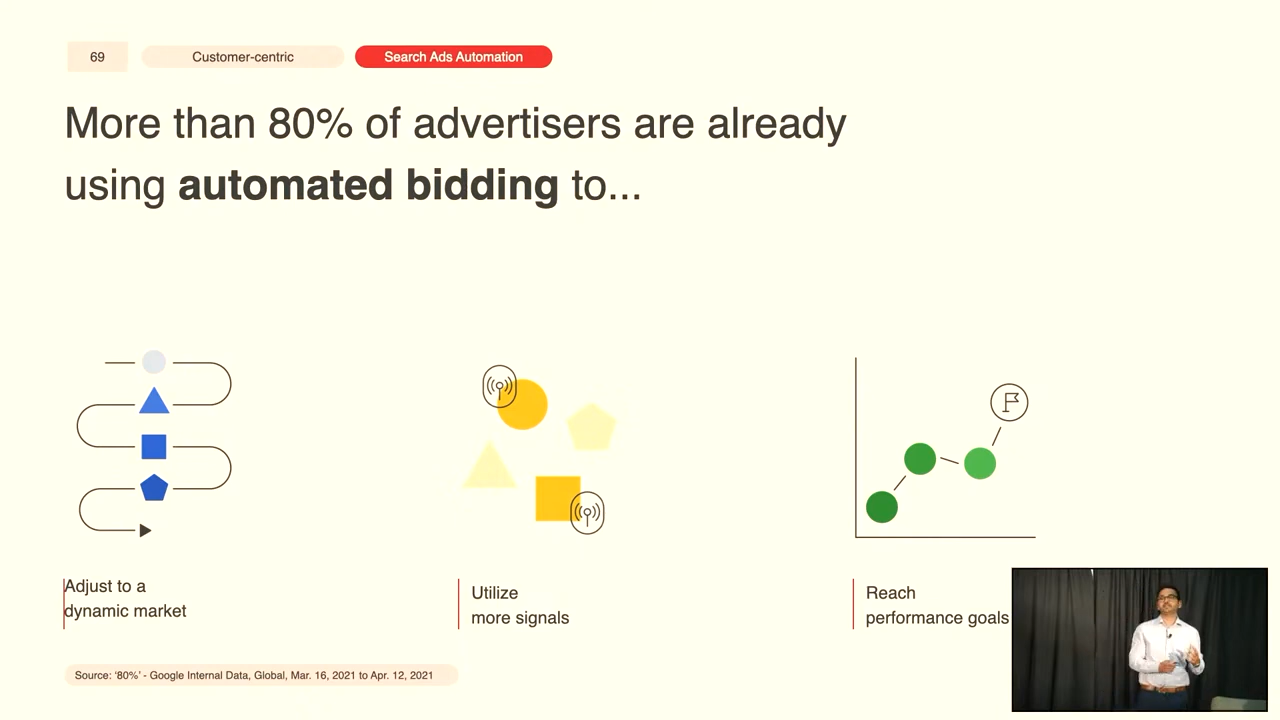 69
Customer-centric
Search Ads Automation
More than 80% of advertisers are already
using automated bidding to...
Adjust to a
dynamic market
Utilize
more signals
Reach
performance goals
Source: ‘80%’ - Google Internal Data, Global, Mar. 16, 2021 to Apr. 12, 2021